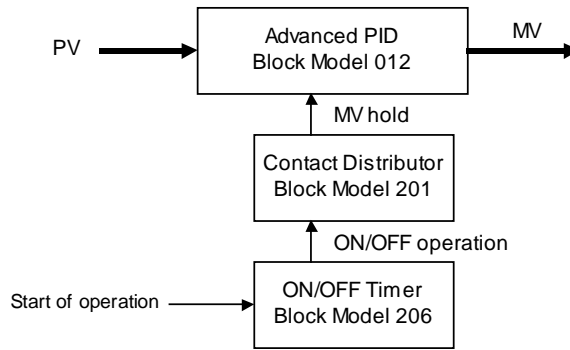 PV
Advanced PID
Block Model 012
MV
MV hold
Contact Distributor
Block Model 201
ON/OFF operation
Start of operation
ON/OFF Timer
Block Model 206